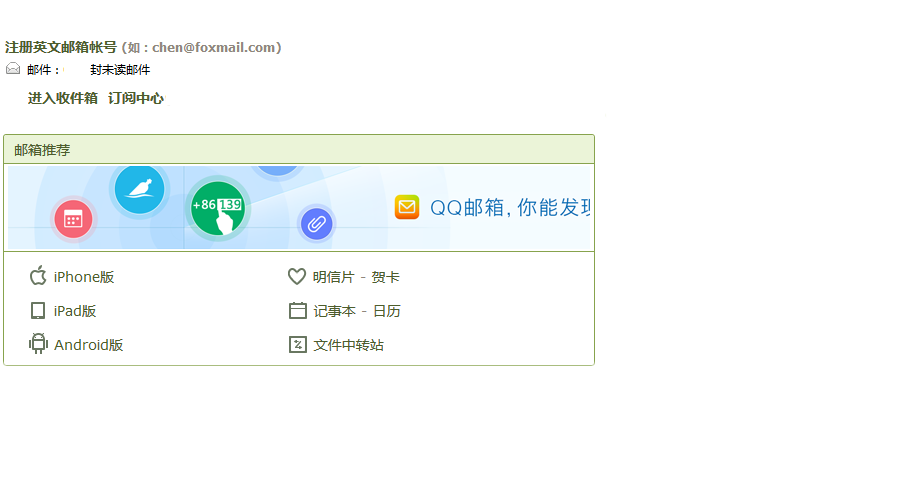 注册英文邮箱帐号 (如：chen@foxmail.com)
邮件： 封未读邮件
进入收件箱 订阅中心
邮箱推荐
+86 139
QQ邮箱，你能发现
iPhone版
明信片 - 贺卡
iPad版
记事本 - 日历
Android版
文件中转站